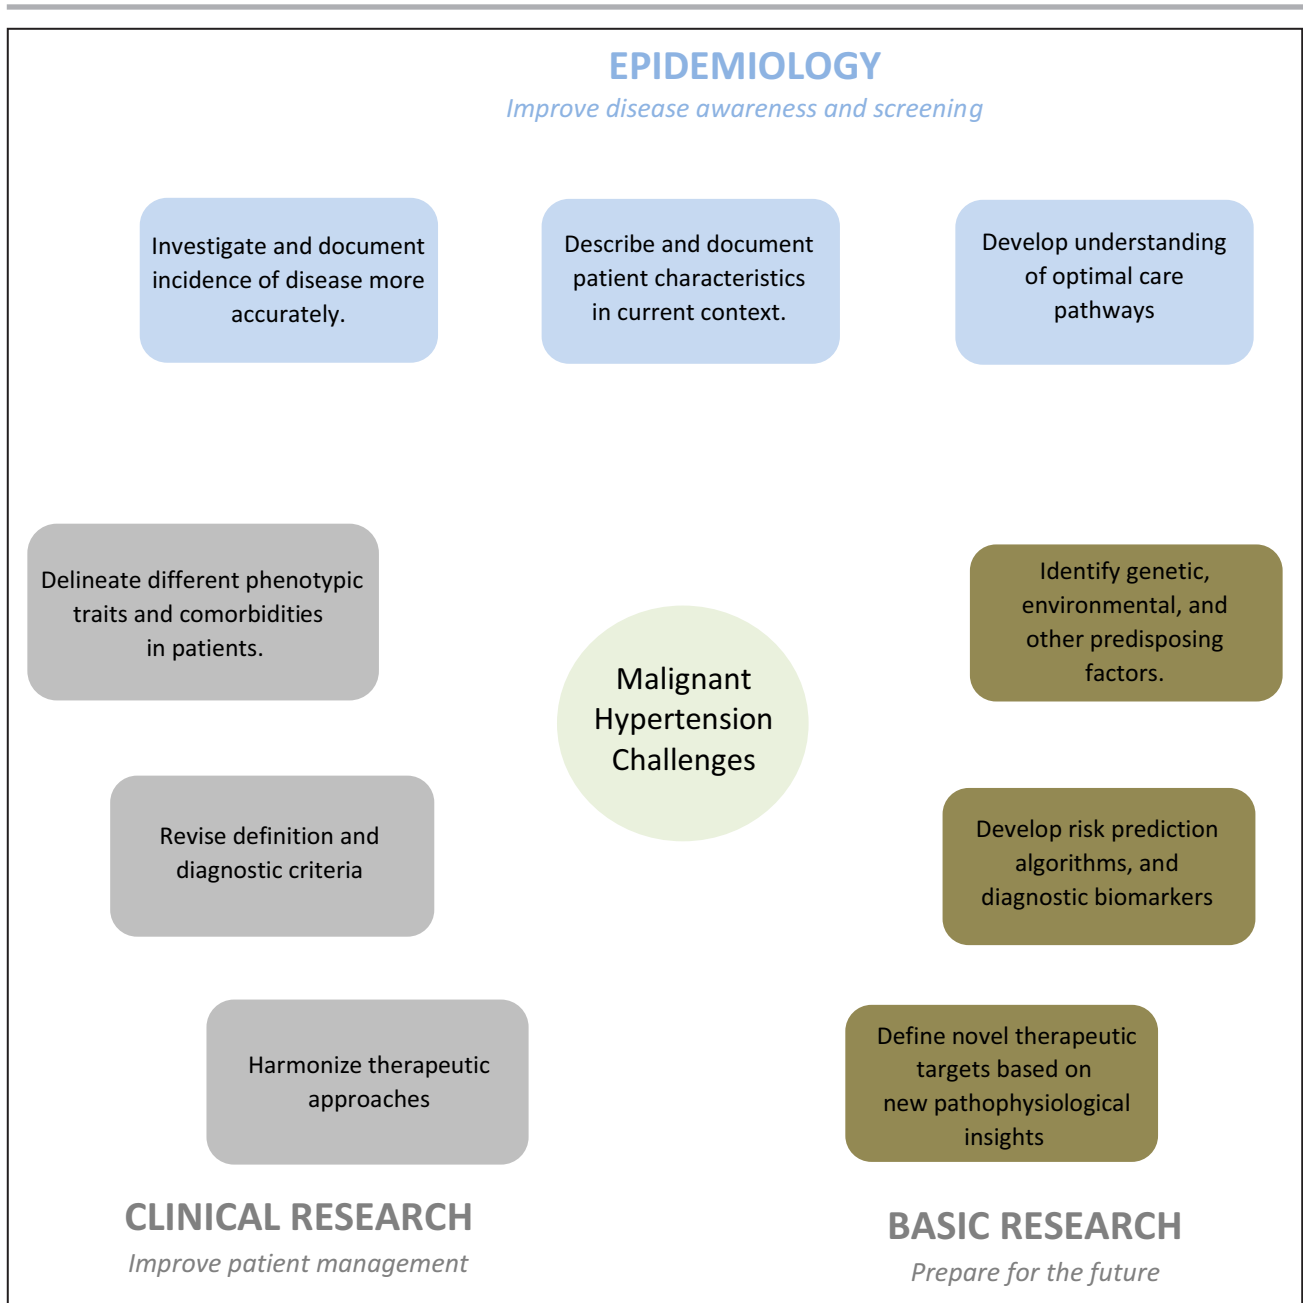 EPIDEMIOLOGY
Improve disease awareness and screening
Investigate and document
incidence of disease more
accurately.
Describe and document
patient characteristics
in current context.
Develop understanding
of optimal care
pathways
Delineate different phenotypic
traits and comorbidities
in patients.
Identify genetic,
environmental, and
other predisposing
factors.
Malignant
Hypertension
Challenges
Revise definition and
diagnostic criteria
Develop risk prediction
algorithms, and
diagnostic biomarkers
Harmonize therapeutic
approaches
Define novel therapeutic
targets based on
new pathophysiological
insights
CLINICAL RESEARCH
Improve patient management
BASIC RESEARCH
Prepare for the future